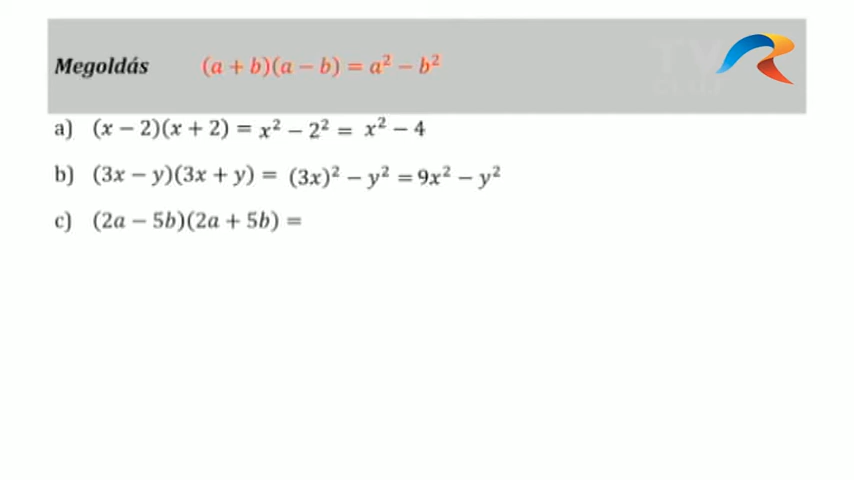 Megoldás (a + b)(a − b) = a² − b²
a) (x − 2)(x + 2) = x² − 2² = x² − 4
b) (3x − y)(3x + y) = (3x)² − y² = 9x² − y²
c) (2a − 5b)(2a + 5b) =